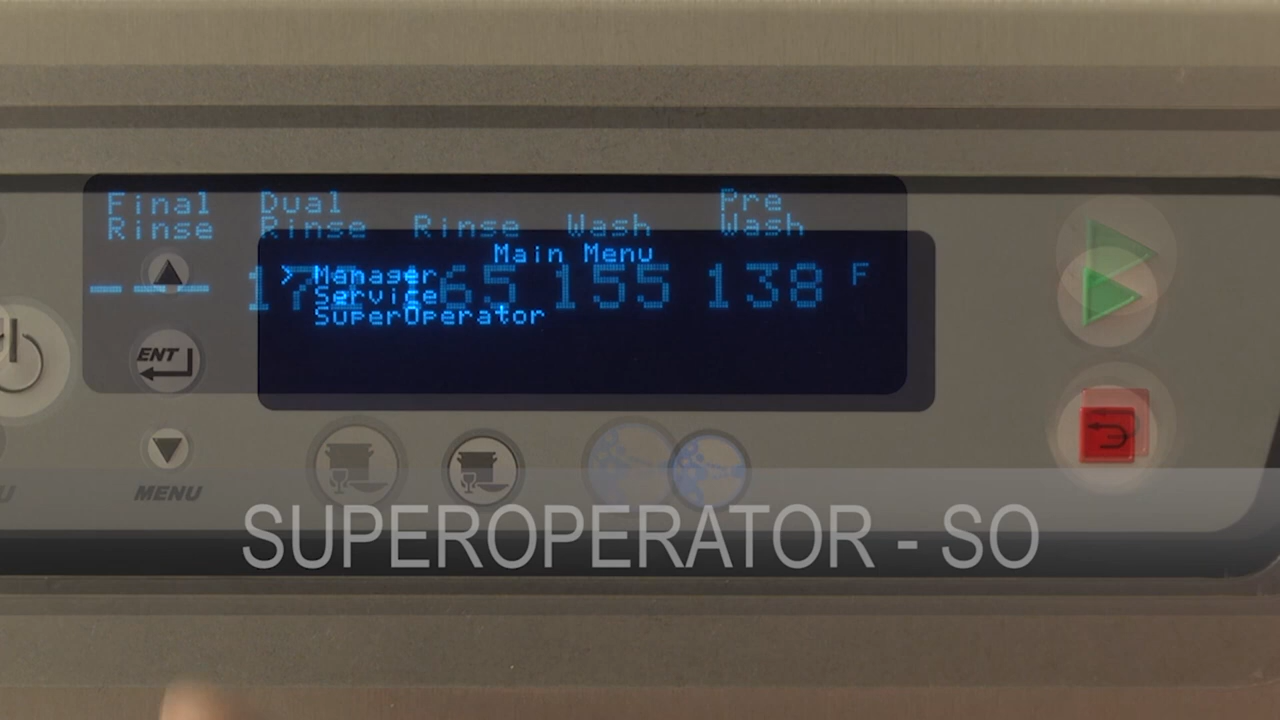 Final Dual Pre
Rinse Rinse Rinse Wash Wash
Main Menu
> Manager
Service
SuperOperator
-- -- 155 138 F
ENT
MENU
SUPEROPERATOR - SO